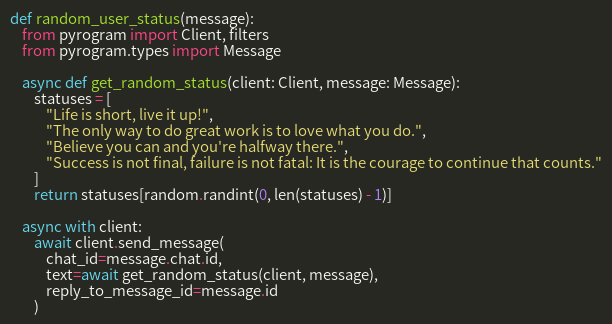 def random_user_status(message):
    from pyrogram import Client, filters
    from pyrogram.types import Message

    async def get_random_status(client: Client, message: Message):
        statuses = [
            "Life is short, live it up!",
            "The only way to do great work is to love what you do.",
            "Believe you can and you're halfway there.",
            "Success is not final, failure is not fatal: It is the courage to continue that counts."
        ]
        return statuses[random.randint(0, len(statuses) - 1)]

    async with client:
        await client.send_message(
            chat_id=message.chat.id,
            text=await get_random_status(client, message),
            reply_to_message_id=message.id
        )